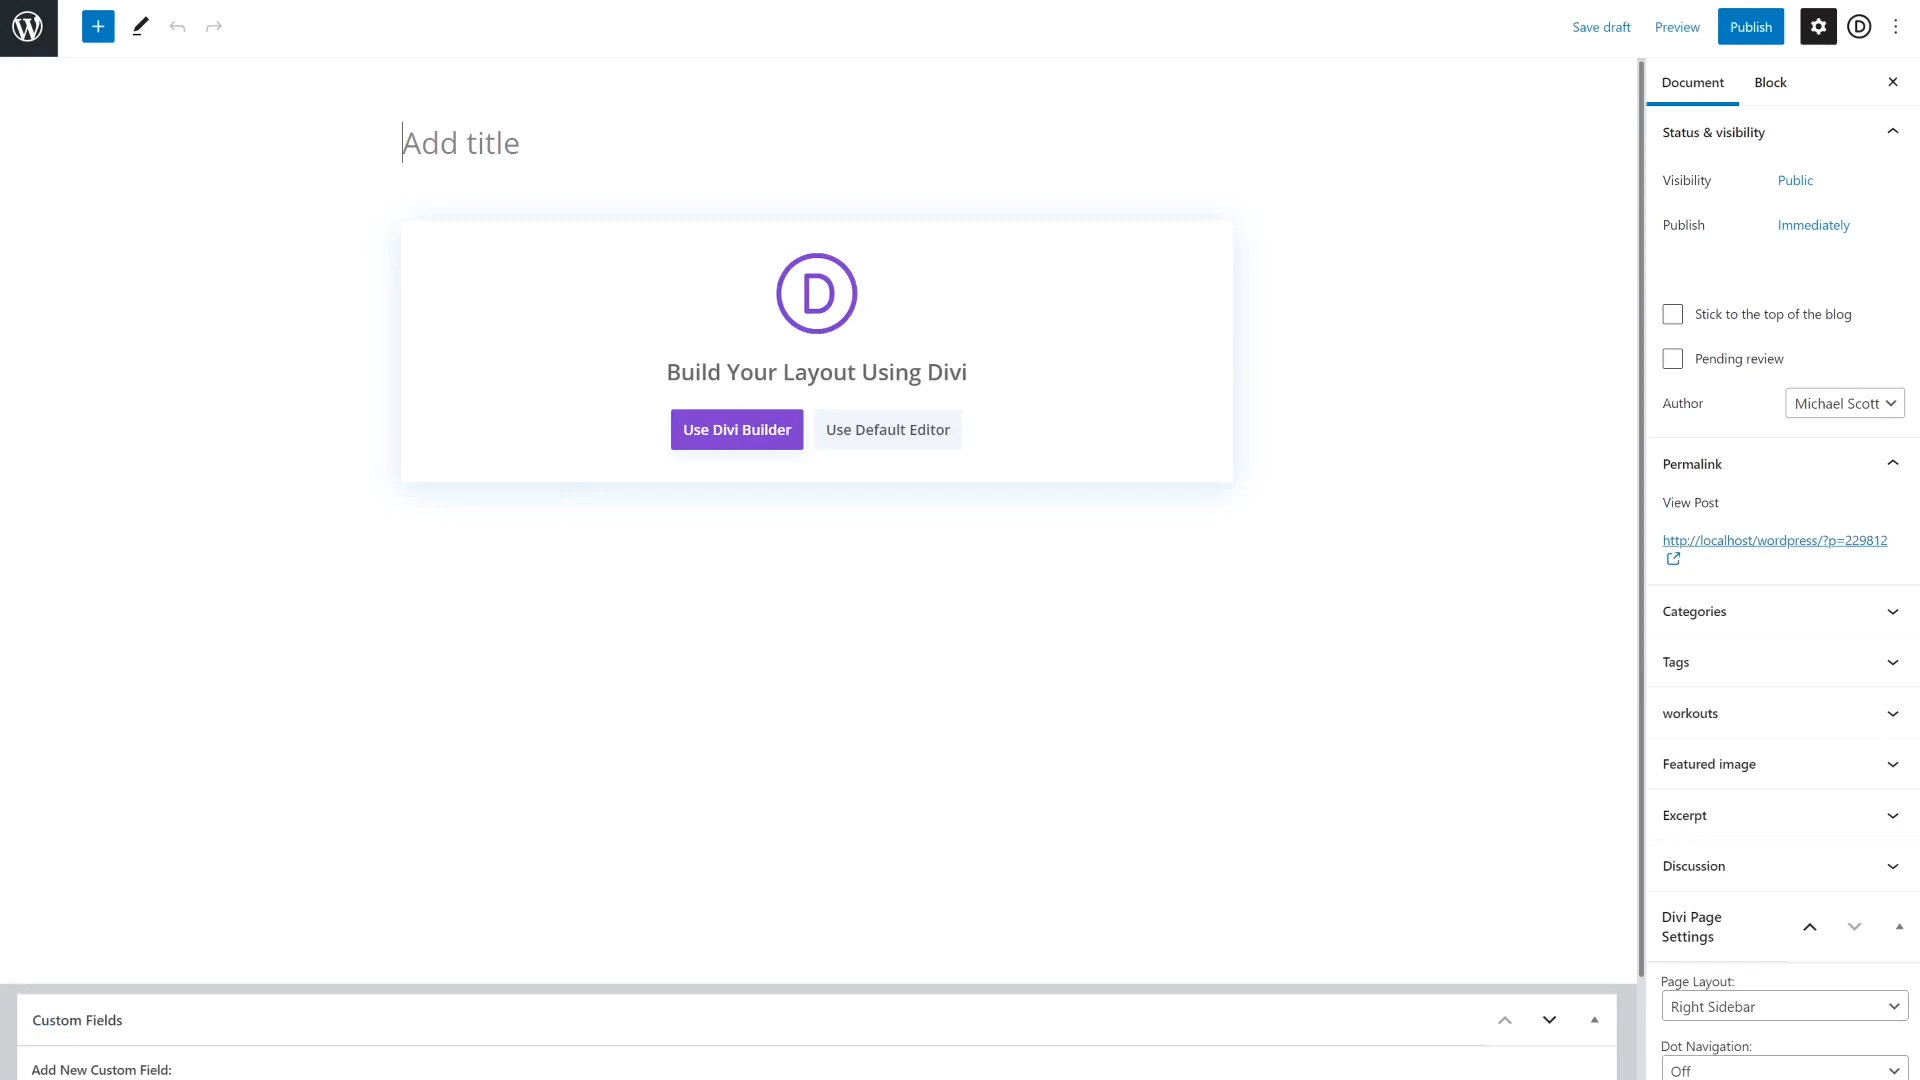 Save draft
Preview
Publish
Add title
Build Your Layout Using Divi
Use Divi Builder
Use Default Editor
Document
Block
Status & visibility
Visibility
Public
Publish
Immediately
Stick to the top of the blog
Pending review
Author
Michael Scott
Permalink
View Post
http://localhost/wordpress/?p=229812
Categories
Tags
workouts
Featured image
Excerpt
Discussion
Divi Page
Settings
Page Layout:
Right Sidebar
Dot Navigation:
Off
Custom Fields
Add New Custom Field: